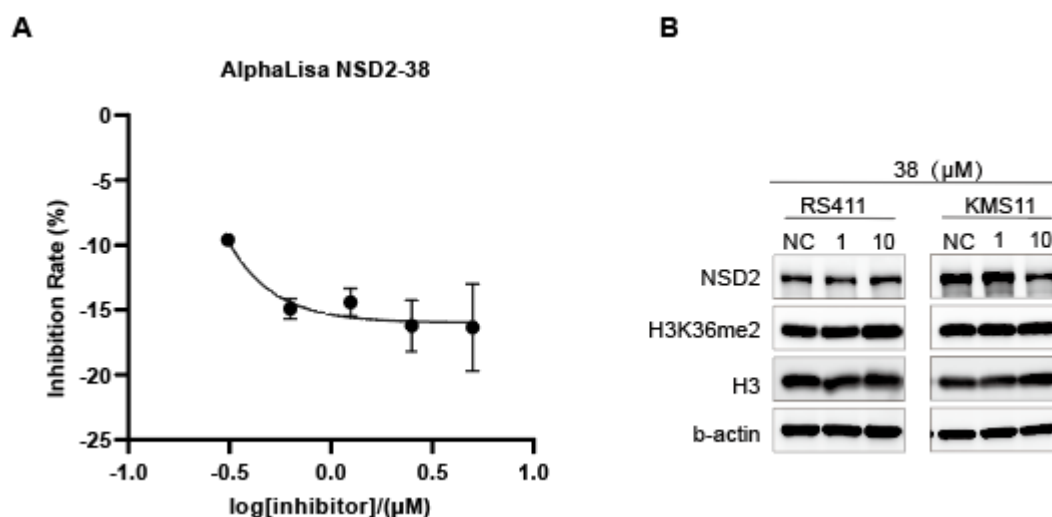 A
AlphaLisa NSD2-38
0
-5
-10
-15
-20
-25
Inhibition Rate (%)
-1.0 -0.5 0.0 0.5 1.0
log[inhibitor]/(μM)
B
38 (μM)
RS411 KMS11
NC 1 10 NC 1 10
NSD2
H3K36me2
H3
b-actin